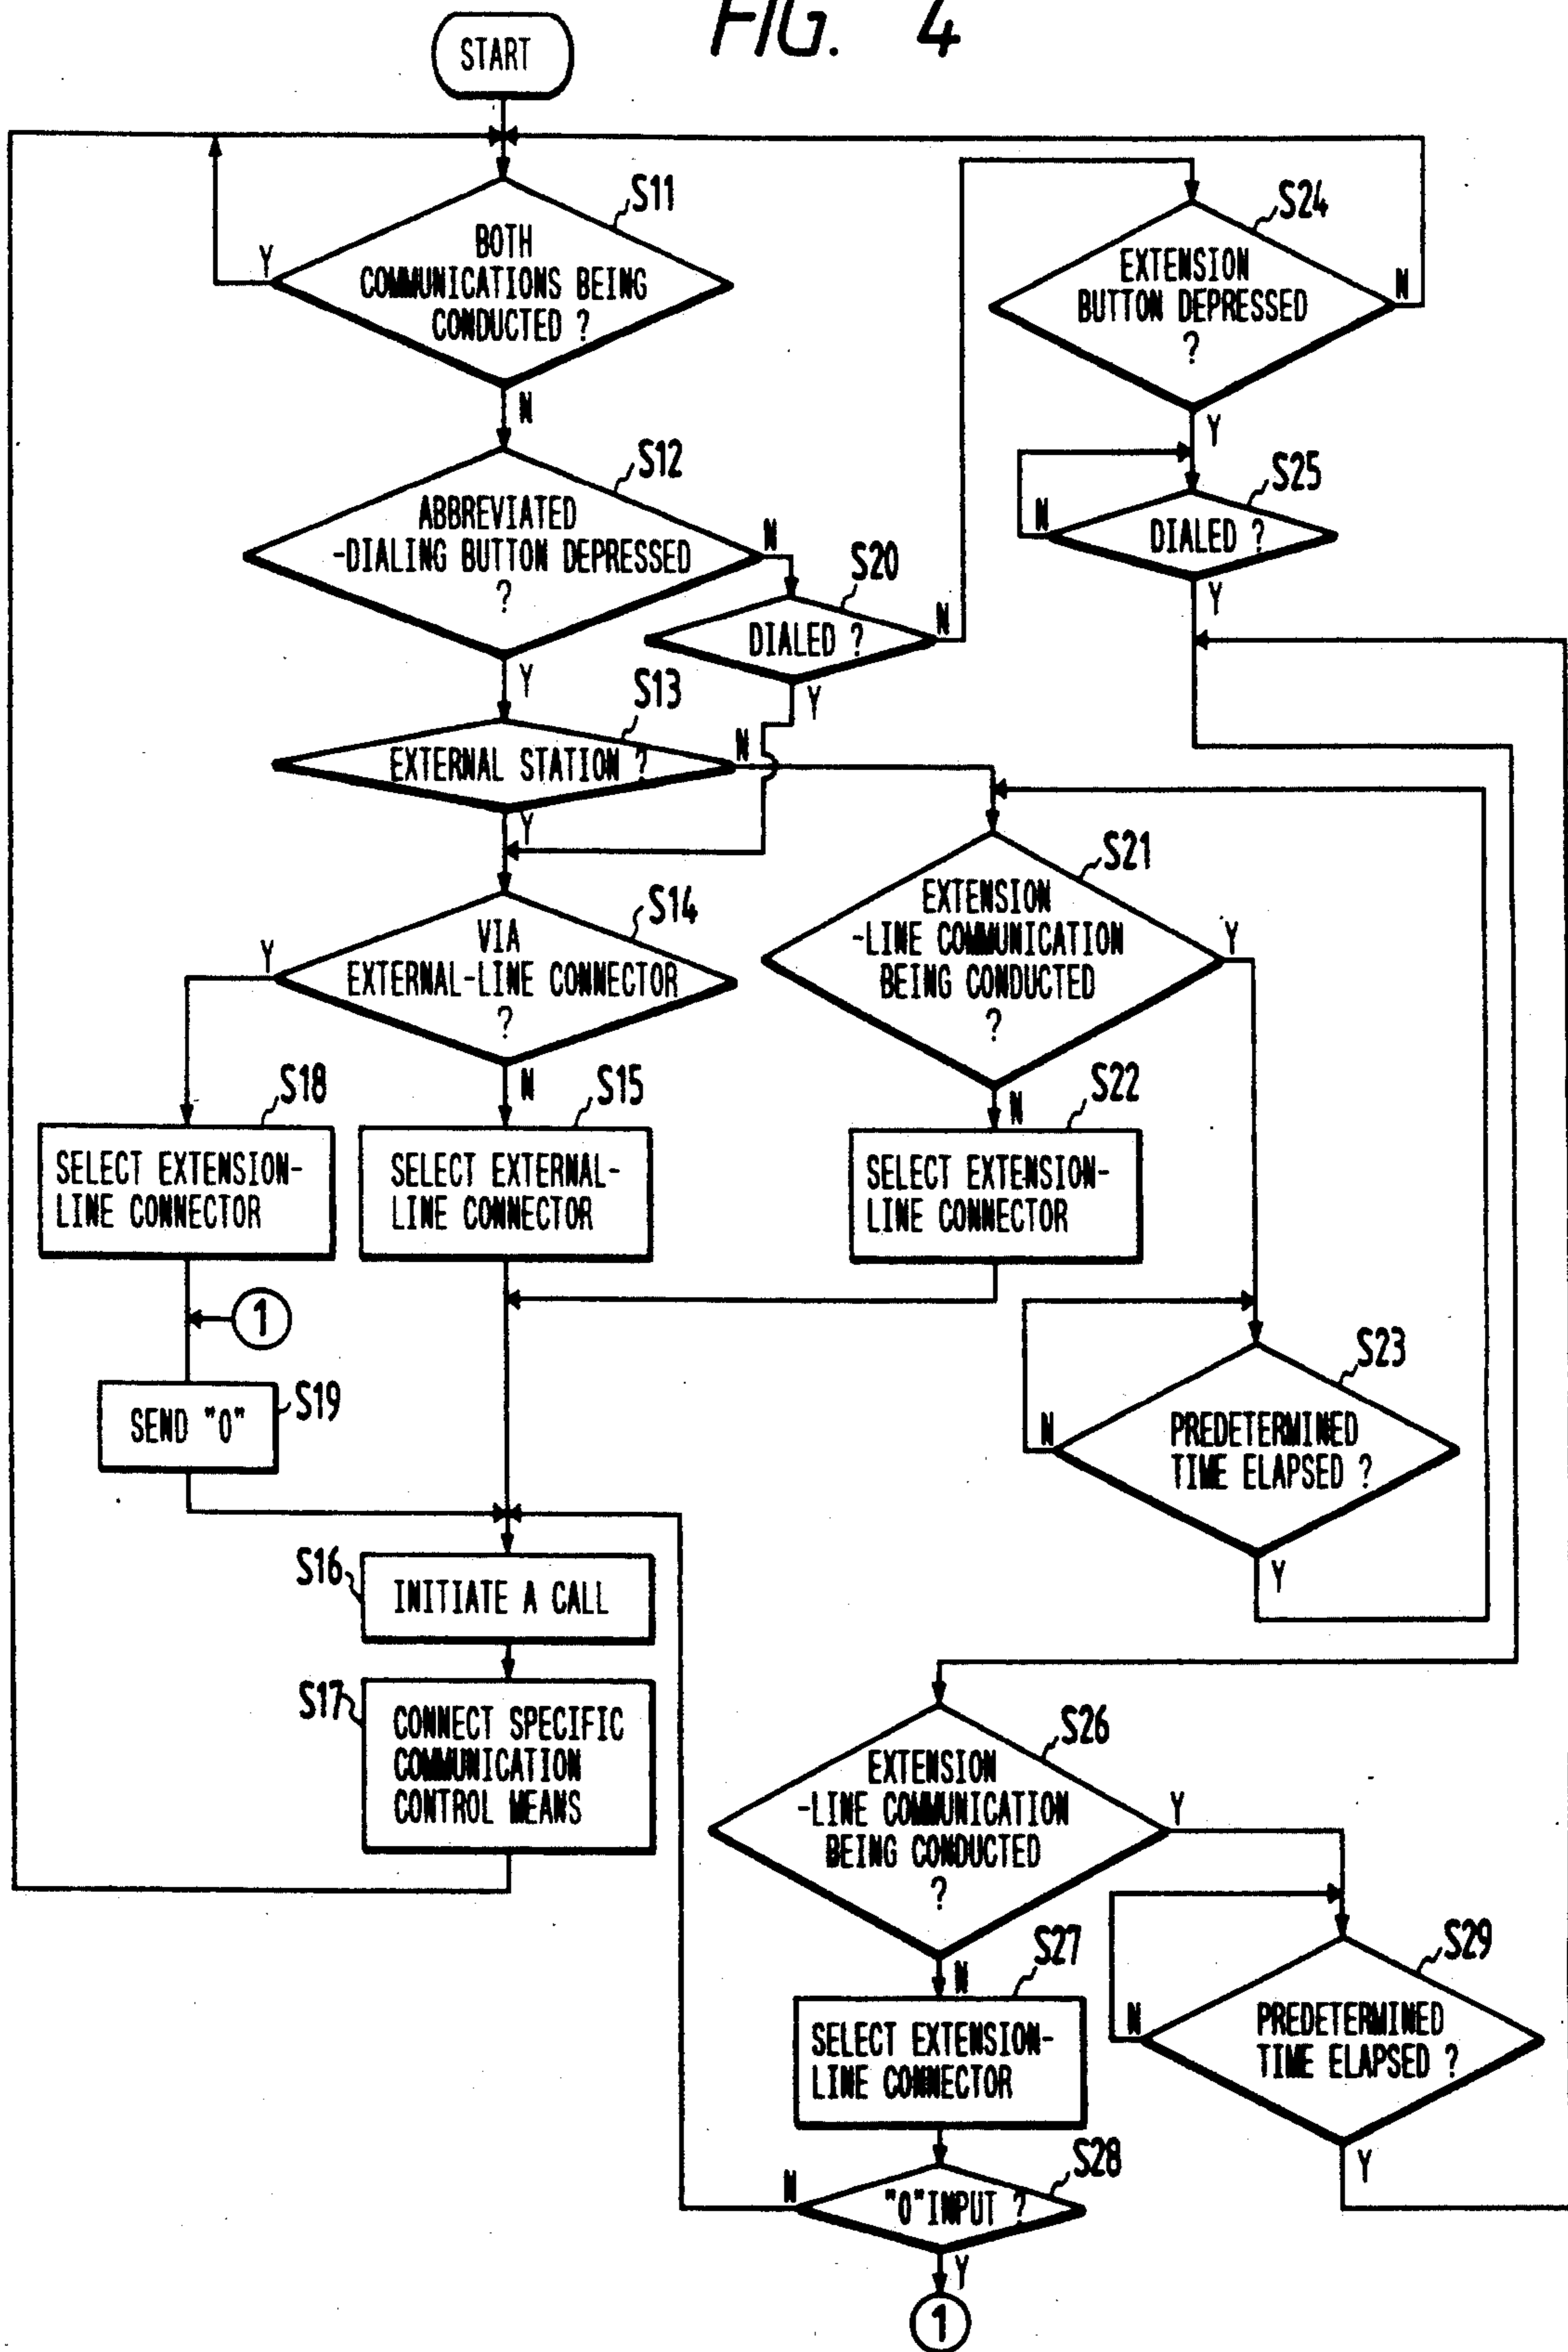 FIG. 4
START
S11
BOTH
COMMUNICATIONS BEING
CONDUCTED ?
Y
N
S12
ABBREVIATED
-DIALING BUTTON DEPRESSED
?
N
Y
S20
DIALED ?
N
Y
S13
EXTERNAL STATION ?
N
Y
S14
VIA
EXTERNAL-LINE CONNECTOR
?
Y
N
S18
SELECT EXTENSION-
LINE CONNECTOR
S15
SELECT EXTERNAL-
LINE CONNECTOR
1
S19
SEND "0"
S16
INITIATE A CALL
S17
CONNECT SPECIFIC
COMMUNICATION
CONTROL MEANS
S24
EXTENSION
BUTTON DEPRESSED
?
N
Y
S25
DIALED ?
N
Y
S21
EXTENSION
-LINE COMMUNICATION
BEING CONDUCTED
?
Y
N
S22
SELECT EXTENSION-
LINE CONNECTOR
S23
PREDETERMINED
TIME ELAPSED ?
N
Y
S26
EXTENSION
-LINE COMMUNICATION
BEING CONDUCTED
?
Y
N
S27
SELECT EXTENSION-
LINE CONNECTOR
S29
PREDETERMINED
TIME ELAPSED ?
N
Y
S28
"0"INPUT ?
N
Y
1